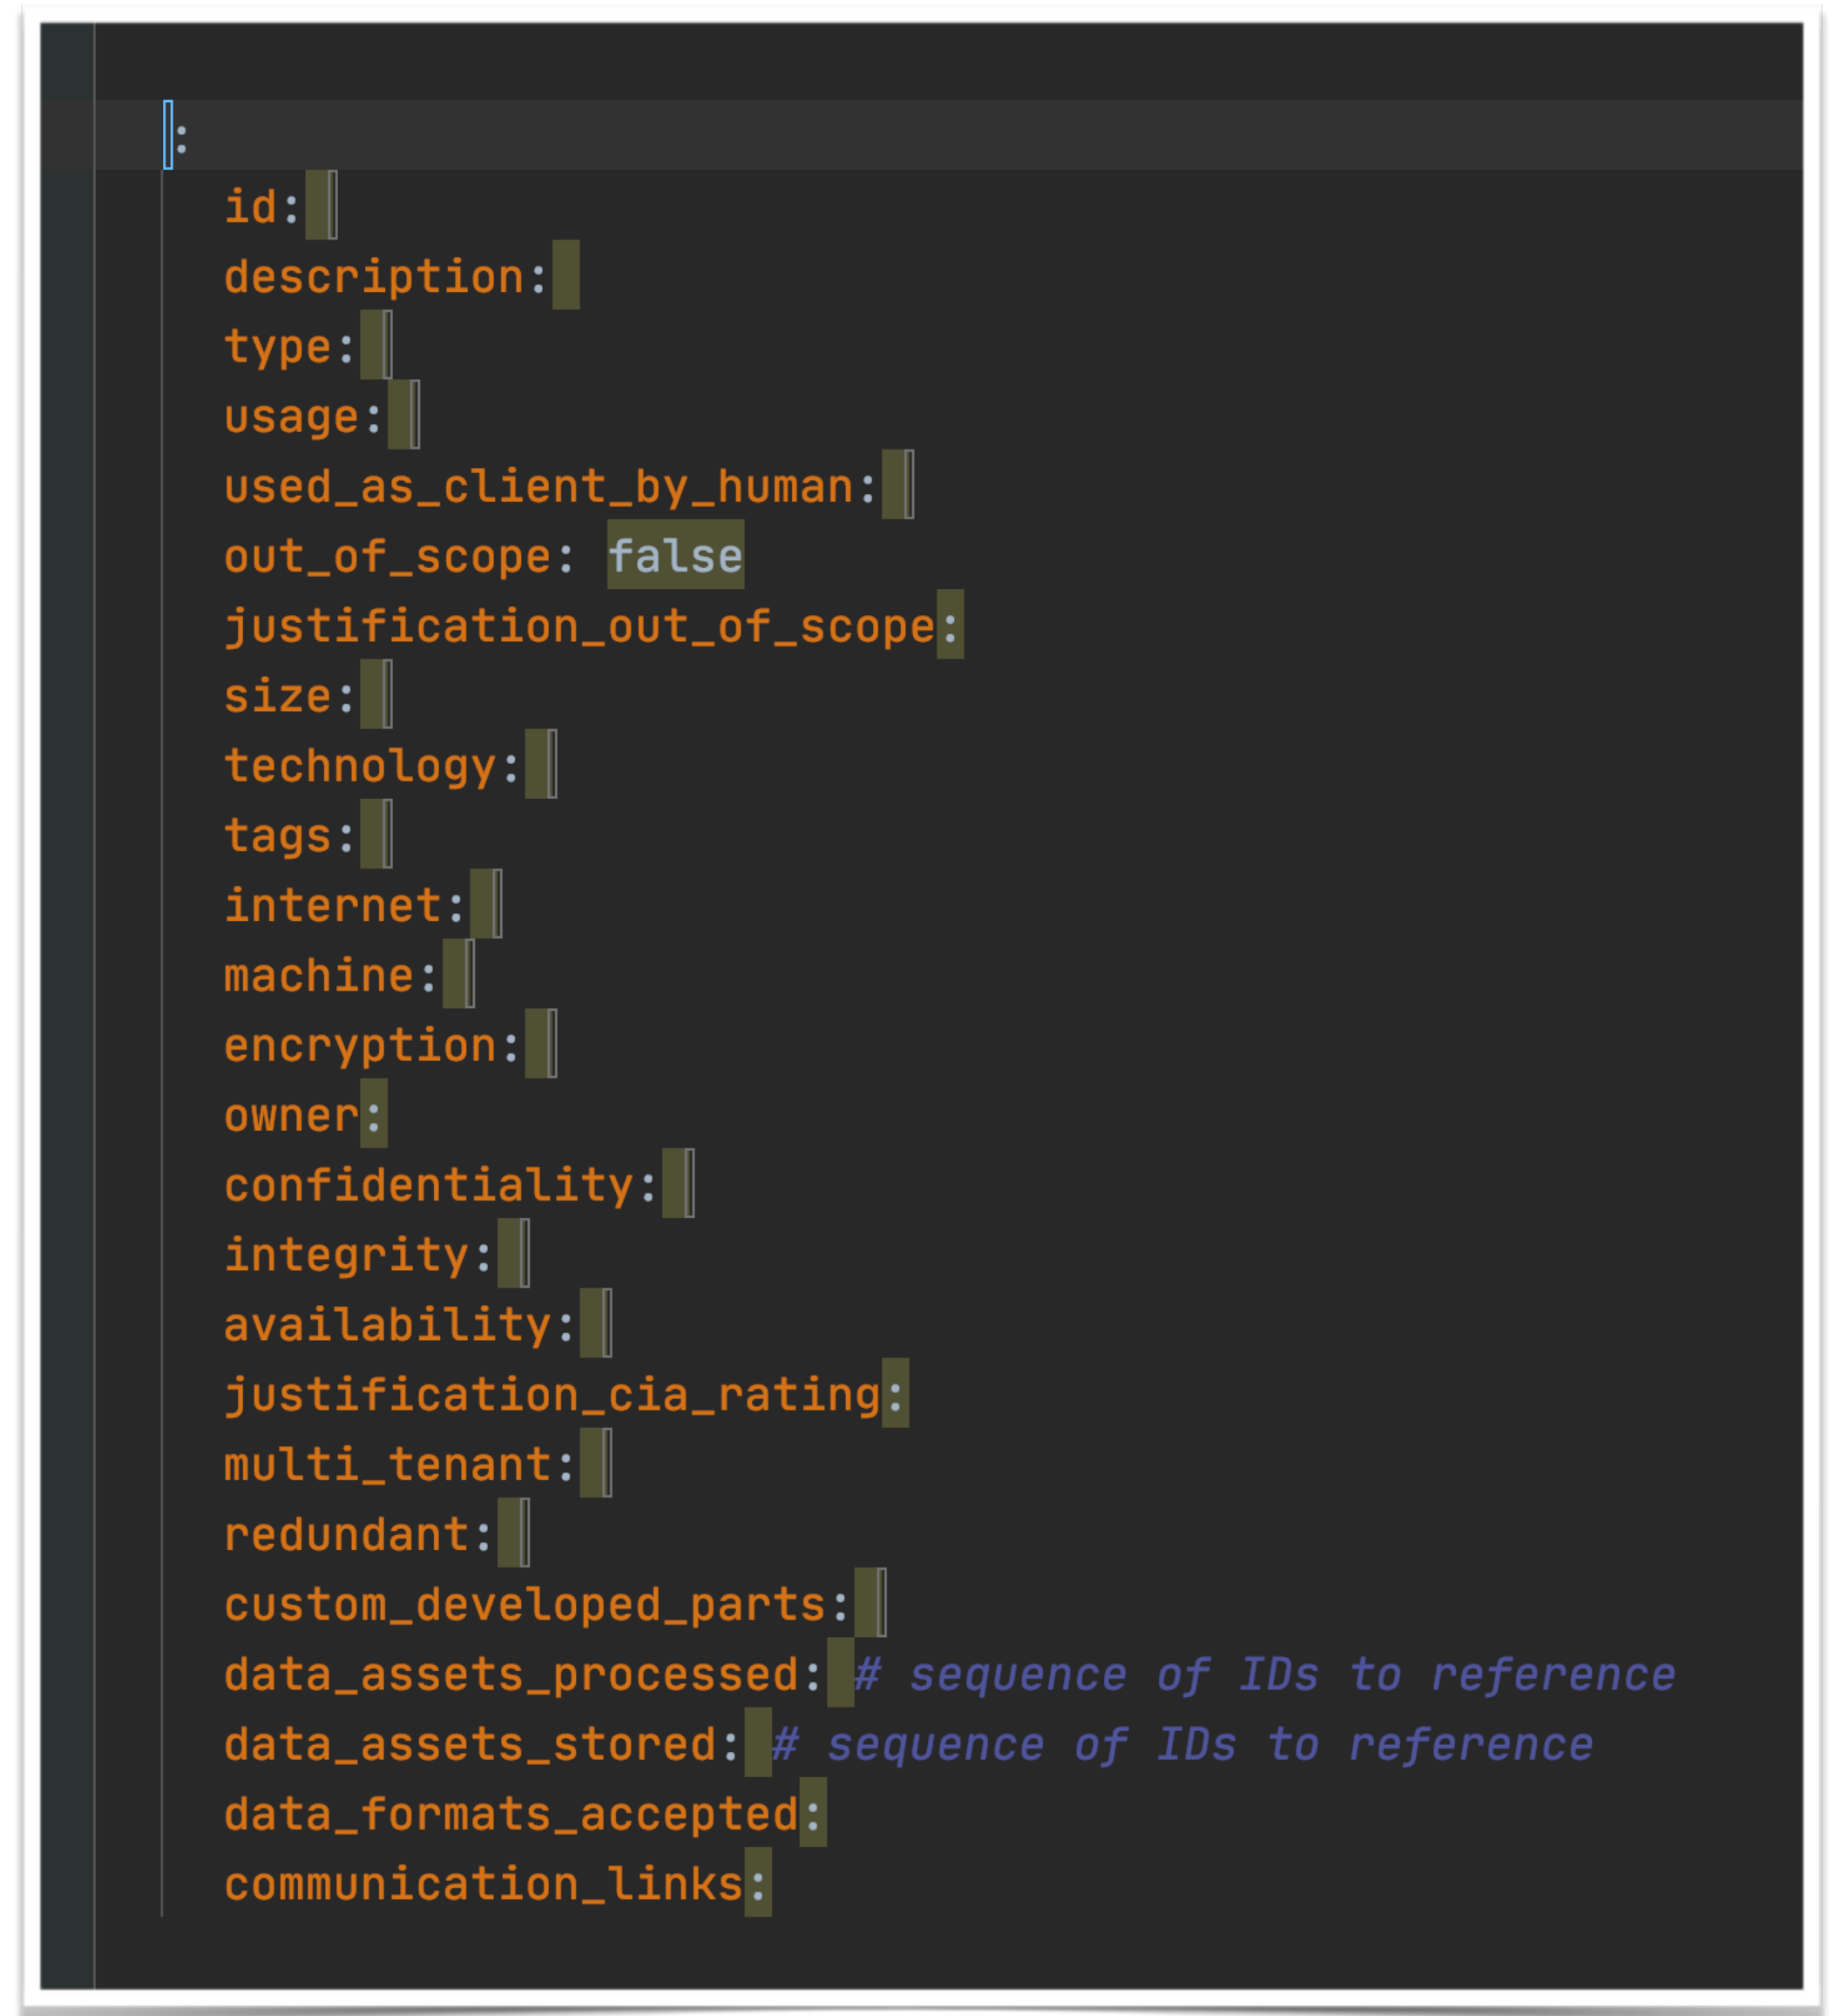 :
id:
description:
type:
usage:
used_as_client_by_human:
out_of_scope: false
justification_out_of_scope:
size:
technology:
tags:
internet:
machine:
encryption:
owner:
confidentiality:
integrity:
availability:
justification_cia_rating:
multi_tenant:
redundant:
custom_developed_parts:
data_assets_processed: # sequence of IDs to reference
data_assets_stored: # sequence of IDs to reference
data_formats_accepted:
communication_links: